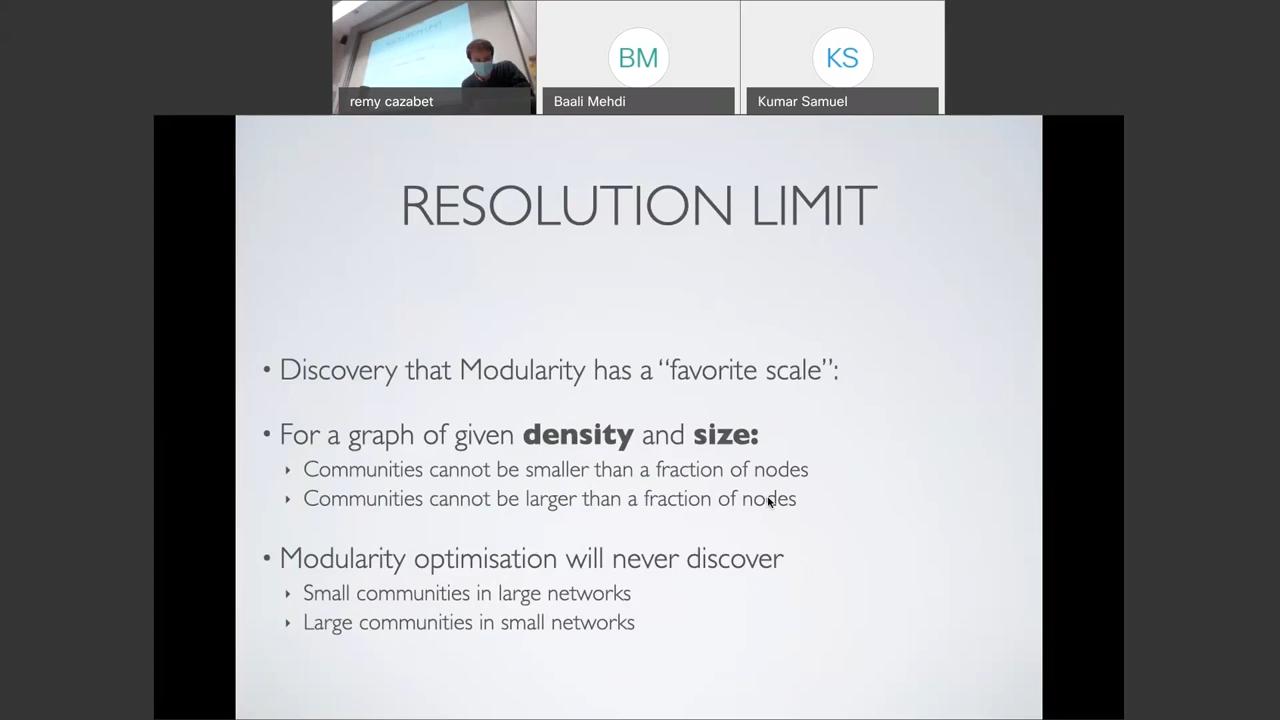 BM
KS
remy cazabet
Baali Mehdi
Kumar Samuel
RESOLUTION LIMIT
• Discovery that Modularity has a “favorite scale”:
• For a graph of given density and size:
‣ Communities cannot be smaller than a fraction of nodes
‣ Communities cannot be larger than a fraction of nodes
• Modularity optimisation will never discover
‣ Small communities in large networks
‣ Large communities in small networks